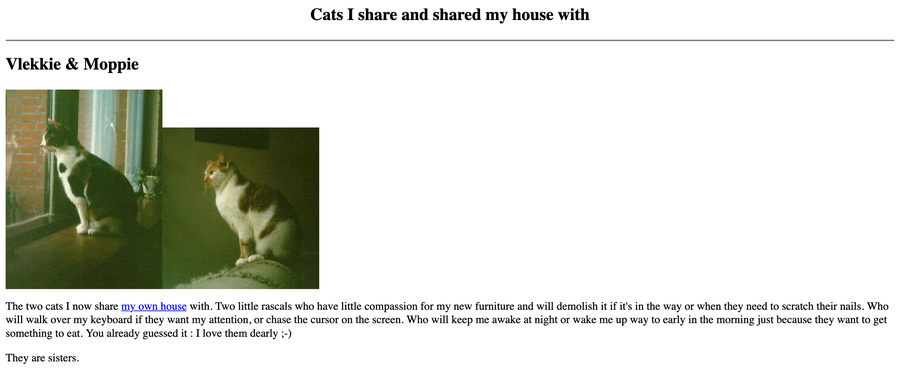 Cats I share and shared my house with
Vlekkie & Moppie
The two cats I now share my own house with. Two little rascals who have little compassion for my new furniture and will demolish it if it's in the way or when they need to scratch their nails. Who
will walk over my keyboard if they want my attention, or chase the cursor on the screen. Who will keep me awake at night or wake me up way to early in the morning just because they want to get
something to eat. You already guessed it : I love them dearly ;-)
They are sisters.